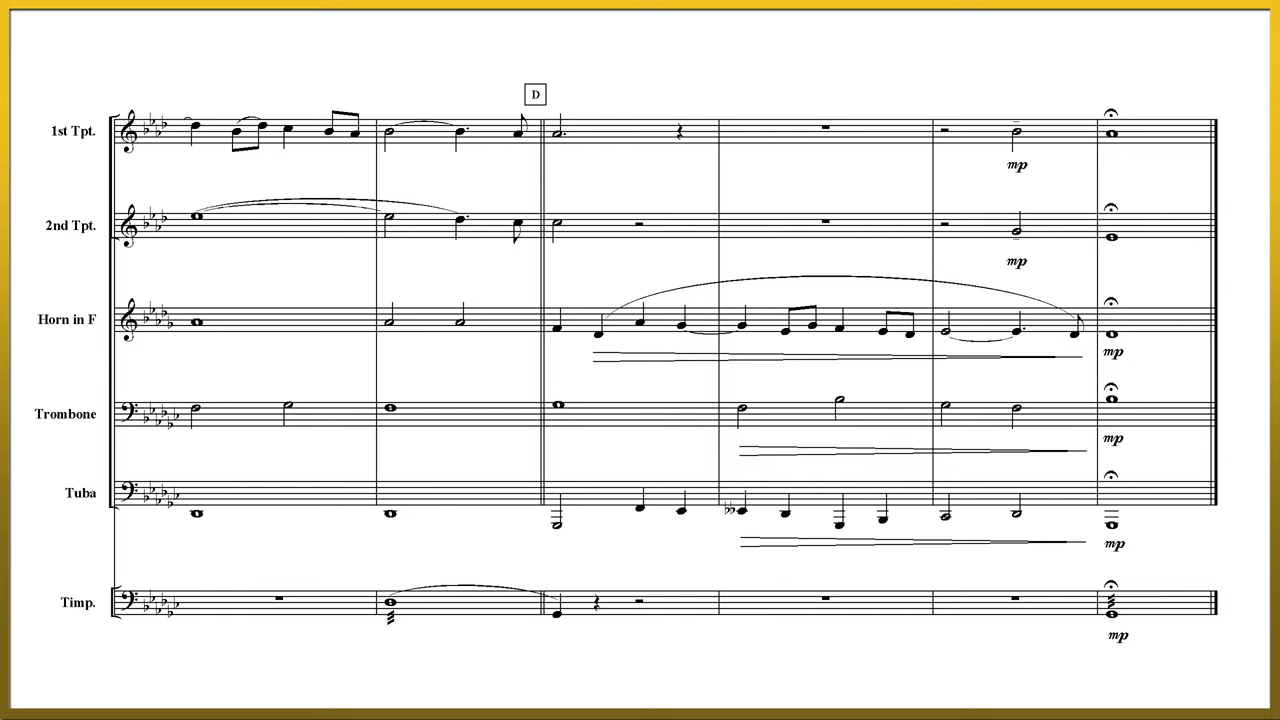 D
1st Tpt.
mp
2nd Tpt.
mp
Horn in F
mp
Trombone
mp
Tuba
mp
Timp.
mp